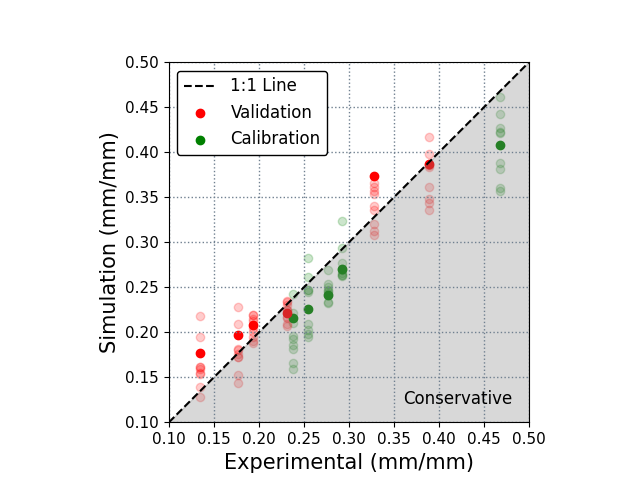 1:1 Line
Validation
Calibration
Simulation (mm/mm)
0.50
0.45
0.40
0.35
0.30
0.25
0.20
0.15
0.10
Conservative
0.10 0.15 0.20 0.25 0.30 0.35 0.40 0.45 0.50
Experimental (mm/mm)